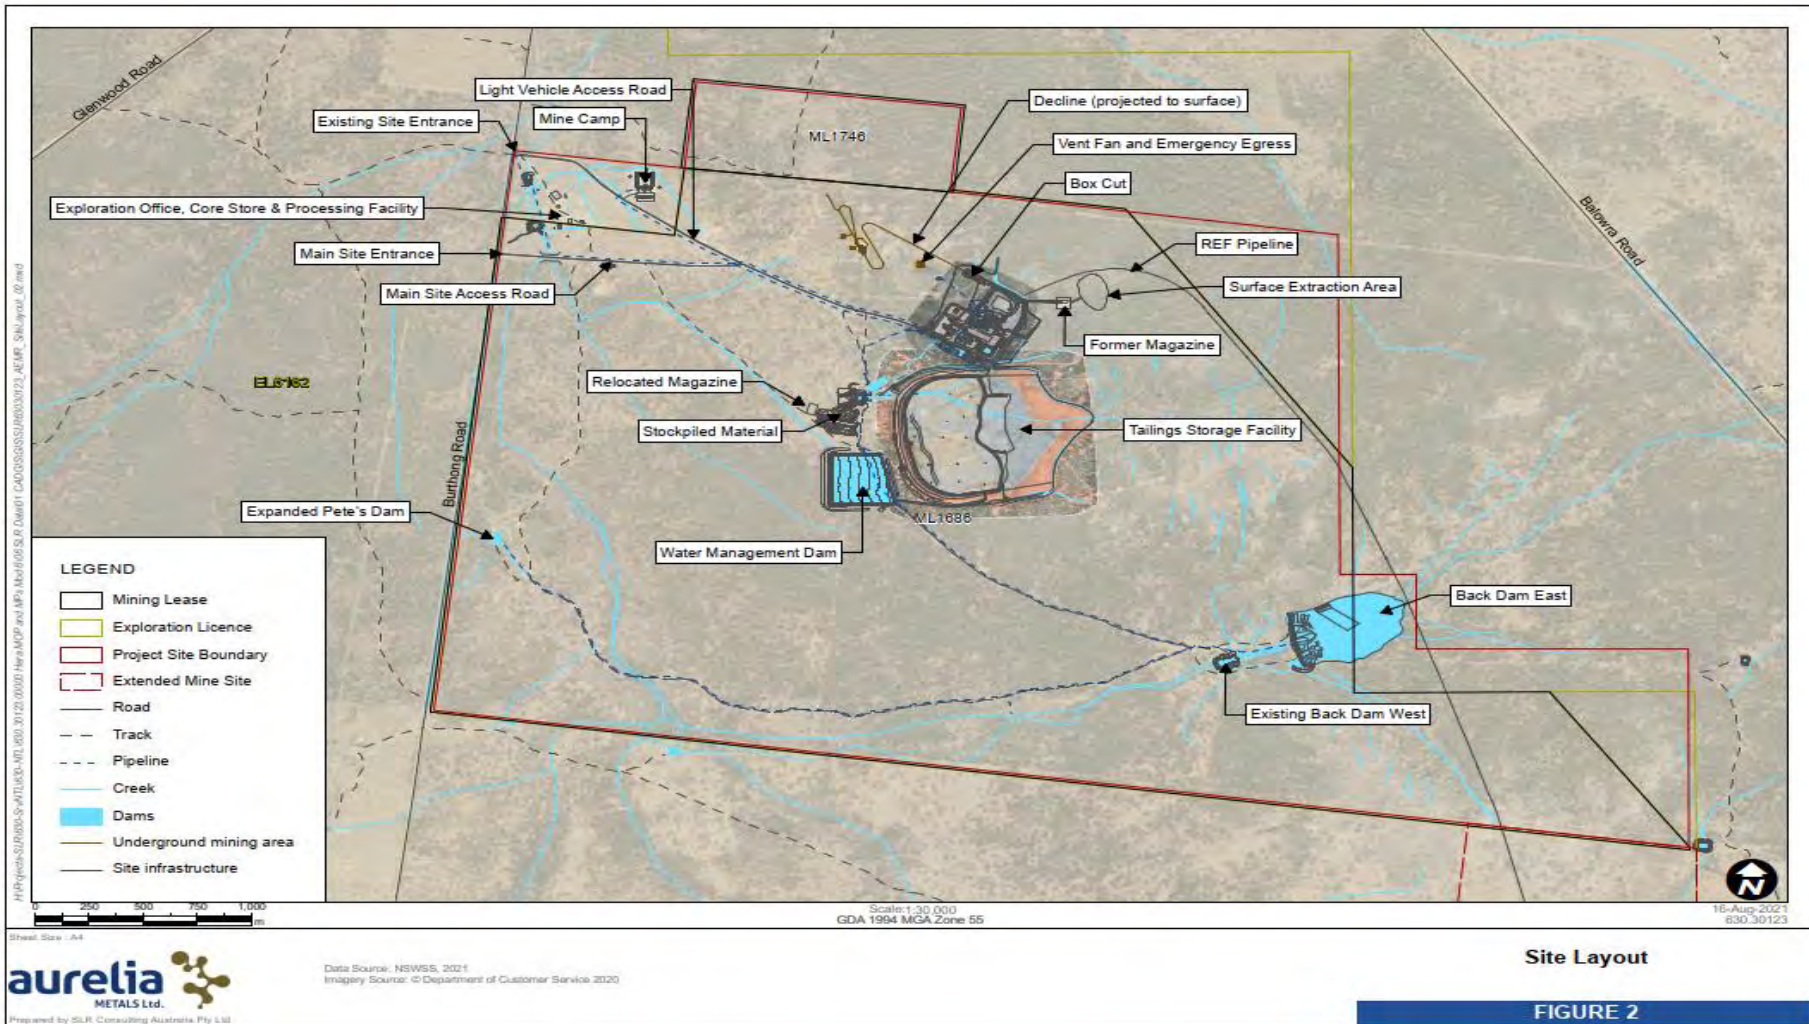 Glenwood Road
Light Vehicle Access Road
Decline (projected to surface)
Existing Site Entrance
Mine Camp
ML1746
Vent Fan and Emergency Egress
Box Cut
Exploration Office, Core Store & Processing Facility
Balowra Road
Main Site Entrance
REF Pipeline
Main Site Access Road
Surface Extraction Area
Former Magazine
EL6162
Relocated Magazine
Stockpiled Material
Tailings Storage Facility
Burthong Road
Expanded Pete's Dam
ML1686
Water Management Dam
Back Dam East
Existing Back Dam West
LEGEND
Mining Lease
Exploration Licence
Project Site Boundary
Extended Mine Site
Road
Track
Pipeline
Creek
Dams
Underground mining area
Site infrastructure
N
0 250 500 750 1,000
m
Scale:1:30,000
GDA 1994 MGA Zone 55
16-Aug-2021
630.30123
Sheet Size : A4
aurelia
METALS Ltd.
Prepared by SLR Consulting Australia Pty Ltd
Data Source: NSWSS, 2021
Imagery Source: © Department of Customer Service 2020
Site Layout
FIGURE 2